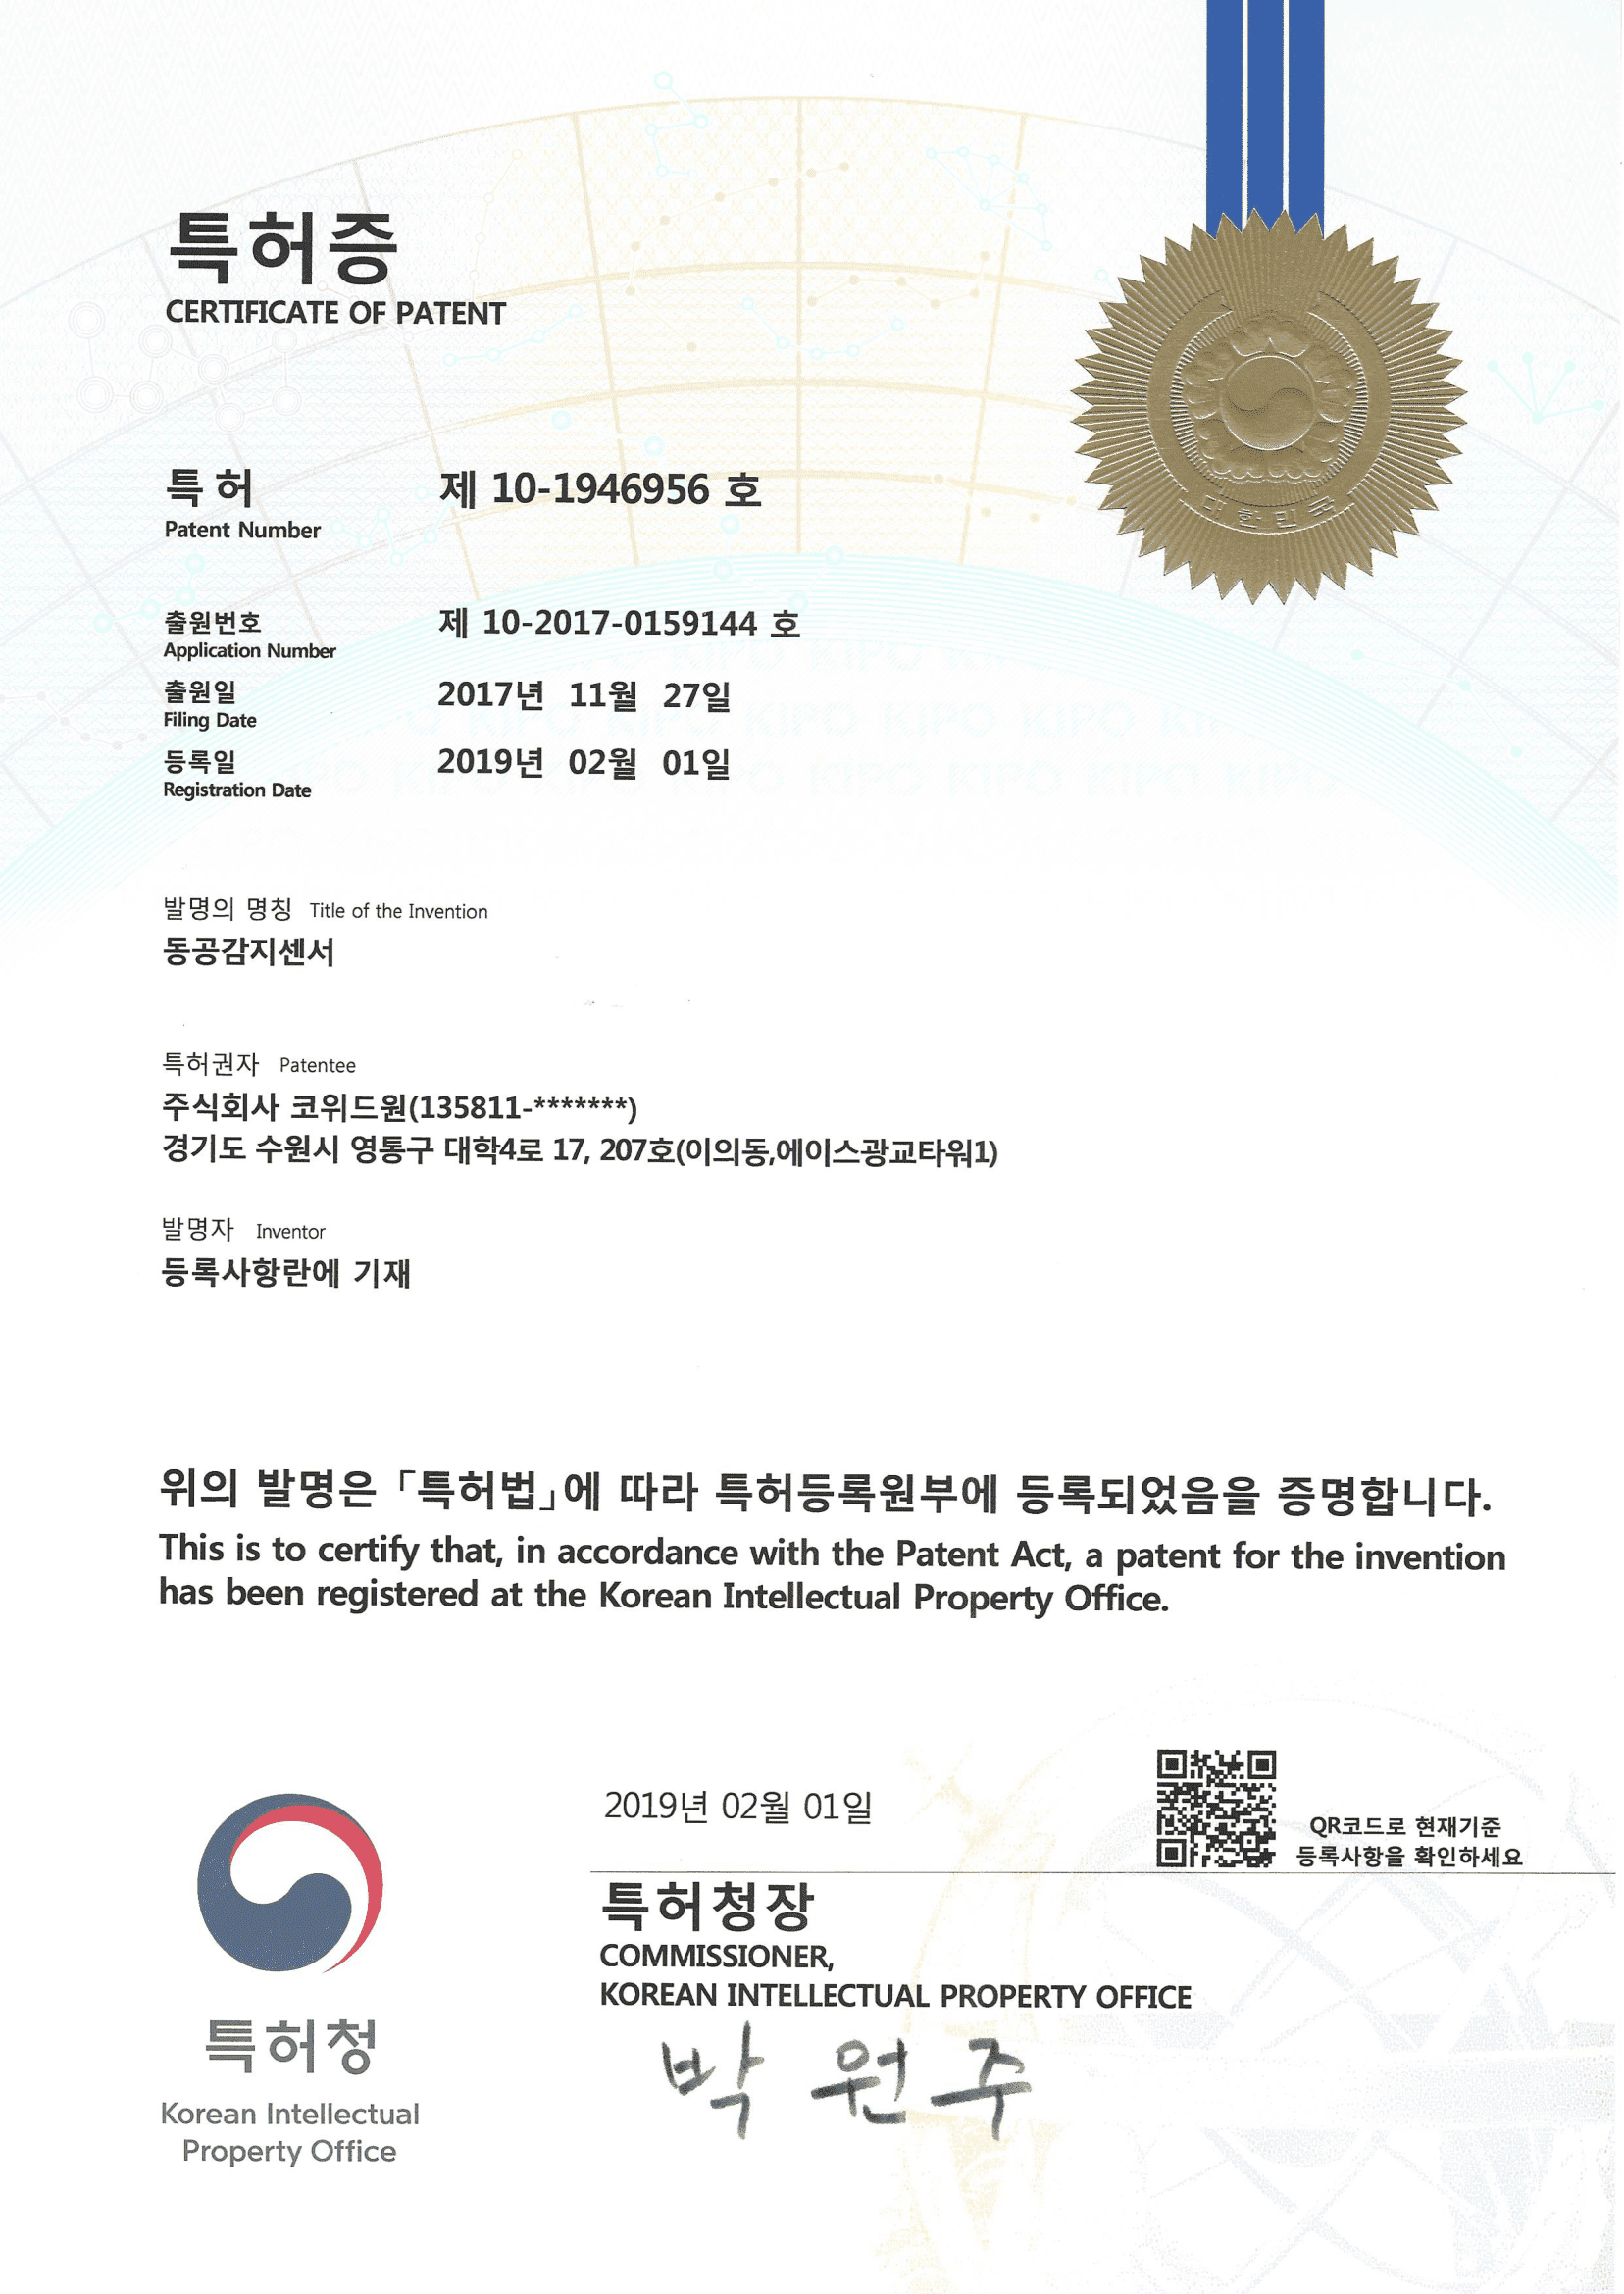 특허증
CERTIFICATE OF PATENT
대한민국
특허 제 10-1946956 호
Patent Number
출원번호 제 10-2017-0159144 호
Application Number
출원일 2017년 11월 27일
Filing Date
등록일 2019년 02월 01일
Registration Date
발명의 명칭 Title of the Invention
동공감지센서
특허권자 Patentee
주식회사 코위드원(135811-*******)
경기도 수원시 영통구 대학4로 17, 207호(이의동,에이스광교타워1)
발명자 Inventor
등록사항란에 기재
위의 발명은 「특허법」에 따라 특허등록원부에 등록되었음을 증명합니다.
This is to certify that, in accordance with the Patent Act, a patent for the invention
has been registered at the Korean Intellectual Property Office.
2019년 02월 01일
QR코드로 현재기준
등록사항을 확인하세요
특허청장
COMMISSIONER,
KOREAN INTELLECTUAL PROPERTY OFFICE
박원주
특허청
Korean Intellectual
Property Office